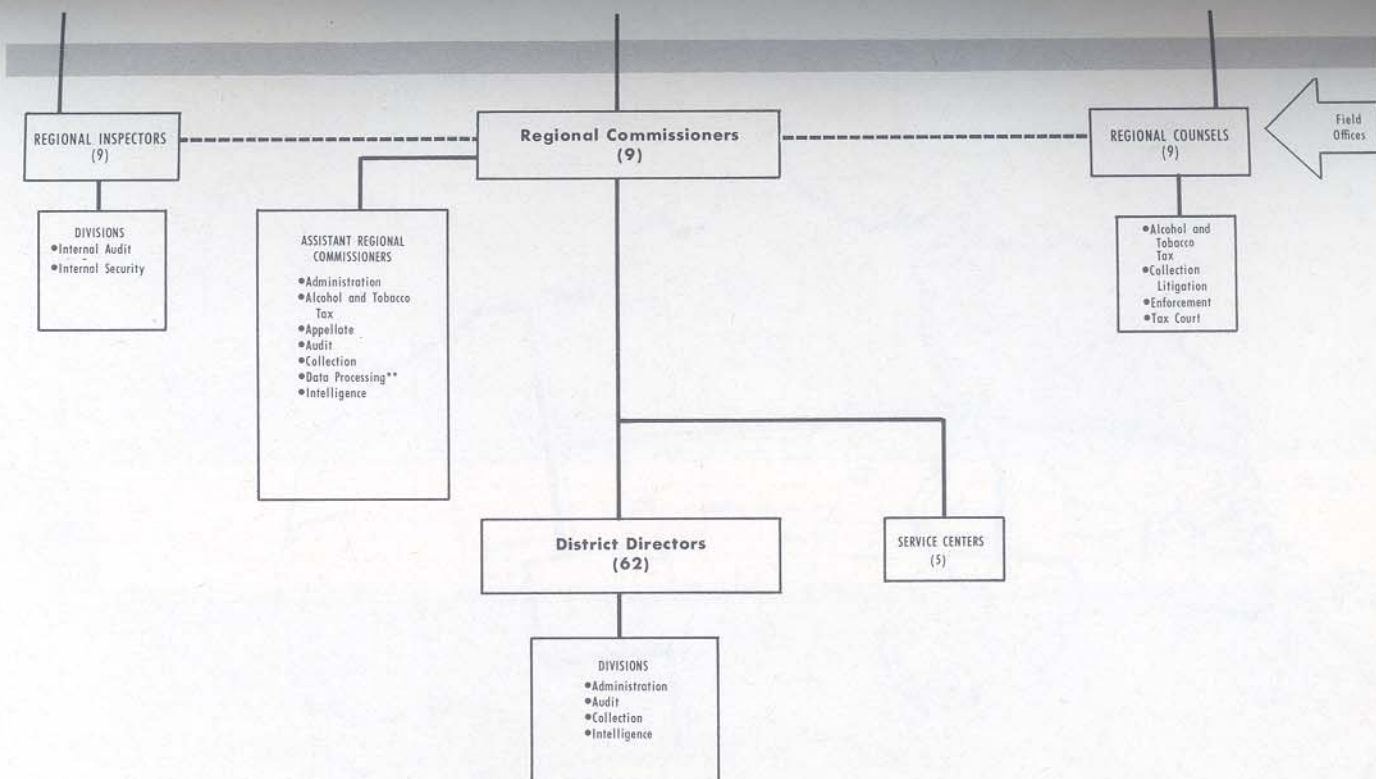 REGIONAL INSPECTORS
(9)
Regional Commissioners
(9)
REGIONAL COUNSELS
(9)
Field
Offices
DIVISIONS
●Internal Audit
●Internal Security
ASSISTANT REGIONAL
COMMISSIONERS
●Administration
●Alcohol and Tobacco
Tax
●Appellate
●Audit
●Collection
●Data Processing**
●Intelligence
●Alcohol and
Tobacco
Tax
●Collection
Litigation
●Enforcement
●Tax Court
District Directors
(62)
SERVICE CENTERS
(5)
DIVISIONS
●Administration
●Audit
●Collection
●Intelligence